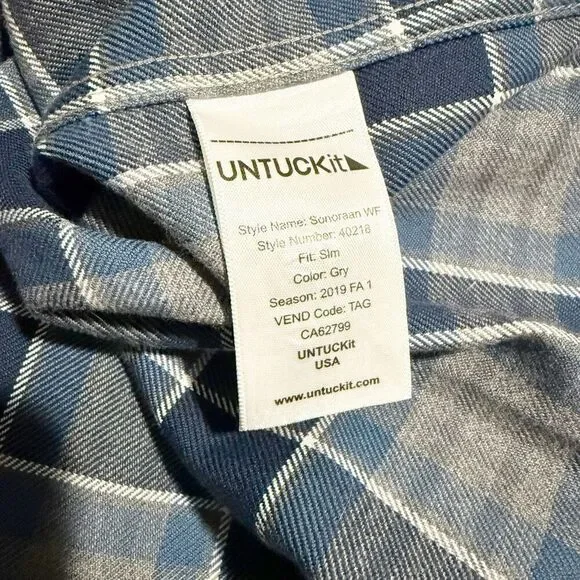 UNTUCKit
Style Name: Sonoraan WF
Style Number: 40218
Fit: Slm
Color: Gry
Season: 2019 FA 1
VEND Code: TAG
CA62799
UNTUCKit
USA
www.untuckit.com